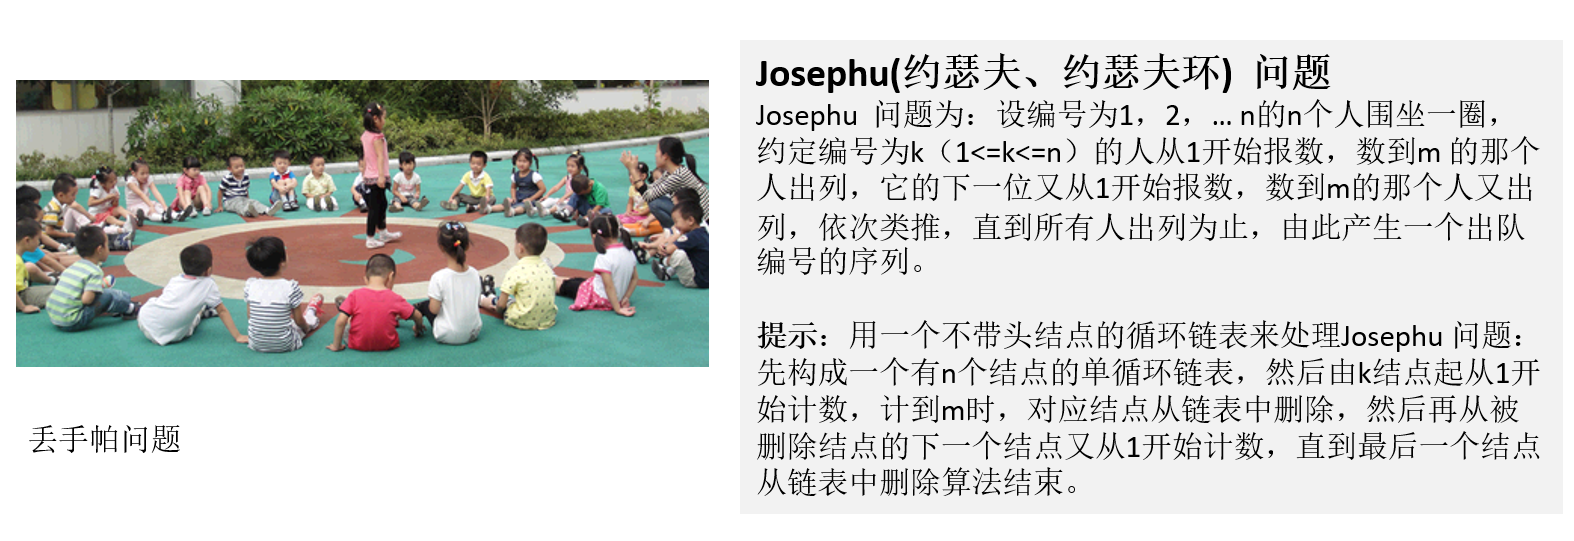 Josephu(约瑟夫、约瑟夫环) 问题
Josephu 问题为：设编号为1，2，… n的n个人围坐一圈，
约定编号为k（1<=k<=n）的人从1开始报数，数到m 的那个
人出列，它的下一位又从1开始报数，数到m的那个人又出
列，依次类推，直到所有人出列为止，由此产生一个出队
编号的序列。
提示：用一个不带头结点的循环链表来处理Josephu 问题：
先构成一个有n个结点的单循环链表，然后由k结点起从1开
始计数，计到m时，对应结点从链表中删除，然后再从被
删除结点的下一个结点又从1开始计数，直到最后一个结点
从链表中删除算法结束。
丢手帕问题